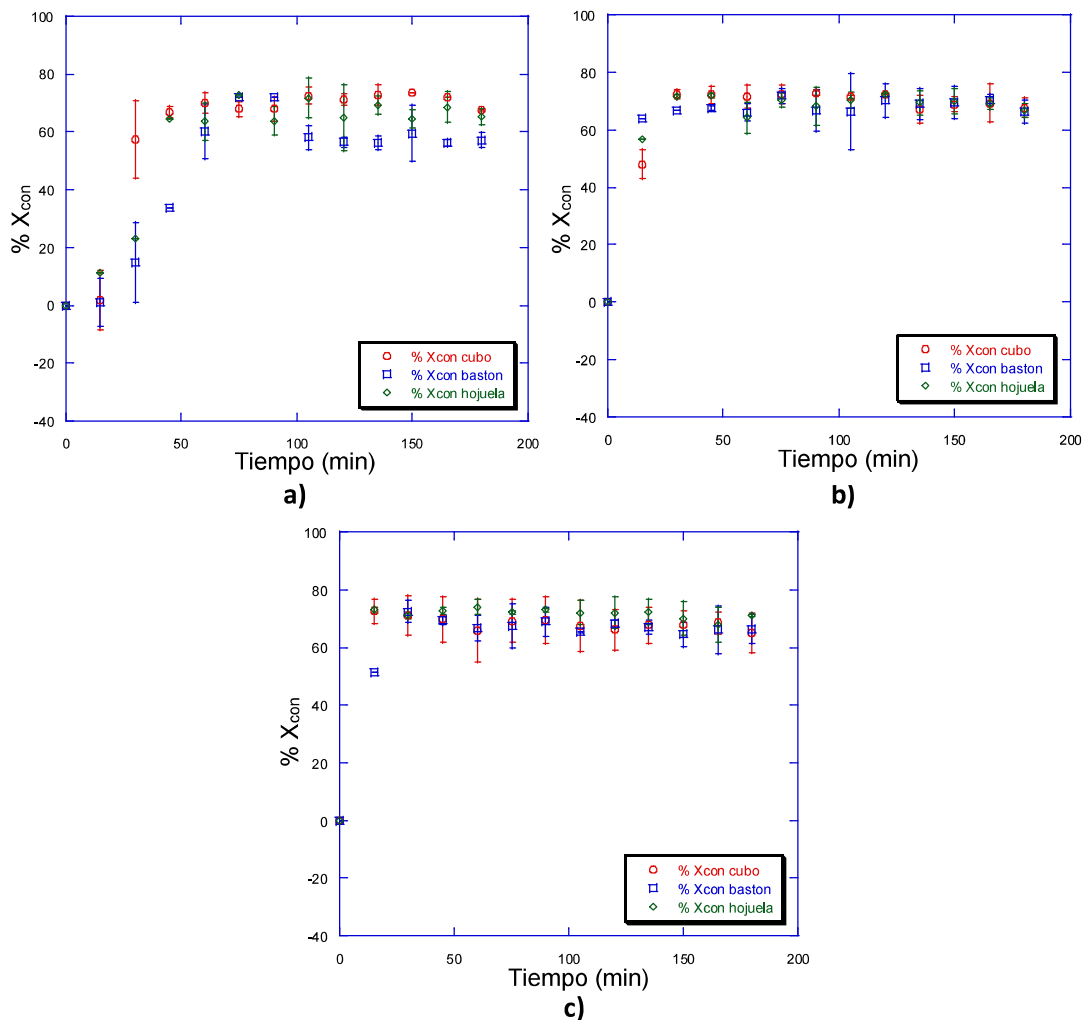 100
80
60
40
20
0
-20
-40
% Xcon
0 50 100 150 200
Tiempo (min)
% Xcon cubo
% Xcon baston
% Xcon hojuela
a)
100
80
60
40
20
0
-20
-40
% Xcon
0 50 100 150 200
Tiempo (min)
% Xcon cubo
% Xcon baston
% Xcon hojuela
b)
100
80
60
40
20
0
-20
-40
% Xcon
0 50 100 150 200
Tiempo (min)
% Xcon cubo
% Xcon baston
% Xcon hojuela
c)